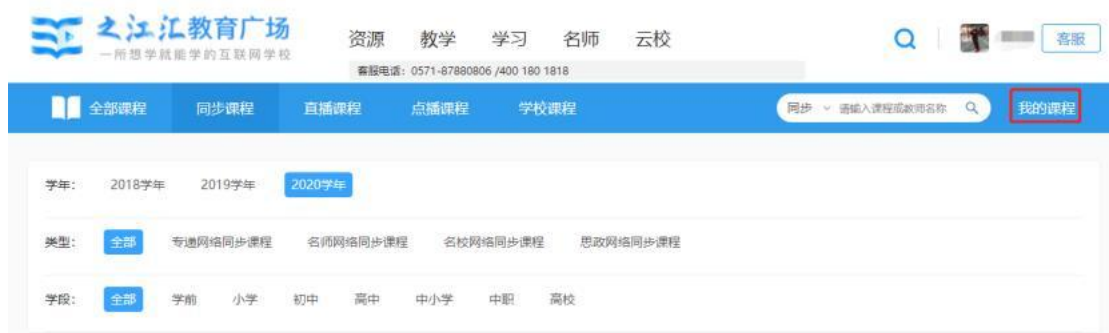 之江汇教育广场
一所想学就能学的互联网学校
资源 教学 学习 名师 云校
客服
客服电话：0571-87880806 /400 180 1818
全部课程 同步课程 直播课程 点播课程 学校课程 同步 请输入课程或教师名称 我的课程
学年： 2018学年 2019学年 2020学年
类型： 全部 专递网络同步课程 名师网络同步课程 名校网络同步课程 思政网络同步课程
学段： 全部 学前 小学 初中 高中 中小学 中职 高校